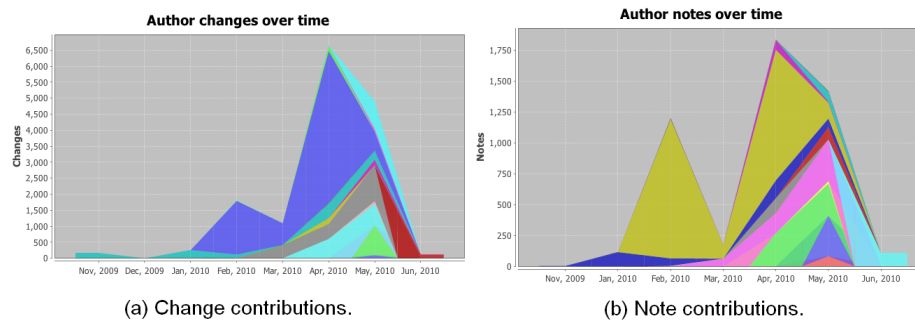 Author changes over time
6,500
6,000
5,500
5,000
4,500
4,000
3,500
3,000
2,500
2,000
1,500
1,000
500
0
Changes
Nov, 2009 Dec, 2009 Jan, 2010 Feb, 2010 Mar, 2010 Apr, 2010 May, 2010 Jun, 2010
(a) Change contributions.
Author notes over time
1,750
1,500
1,250
1,000
750
500
250
0
Notes
Nov, 2009 Dec, 2009 Jan, 2010 Feb, 2010 Mar, 2010 Apr, 2010 May, 2010 Jun, 2010
(b) Note contributions.